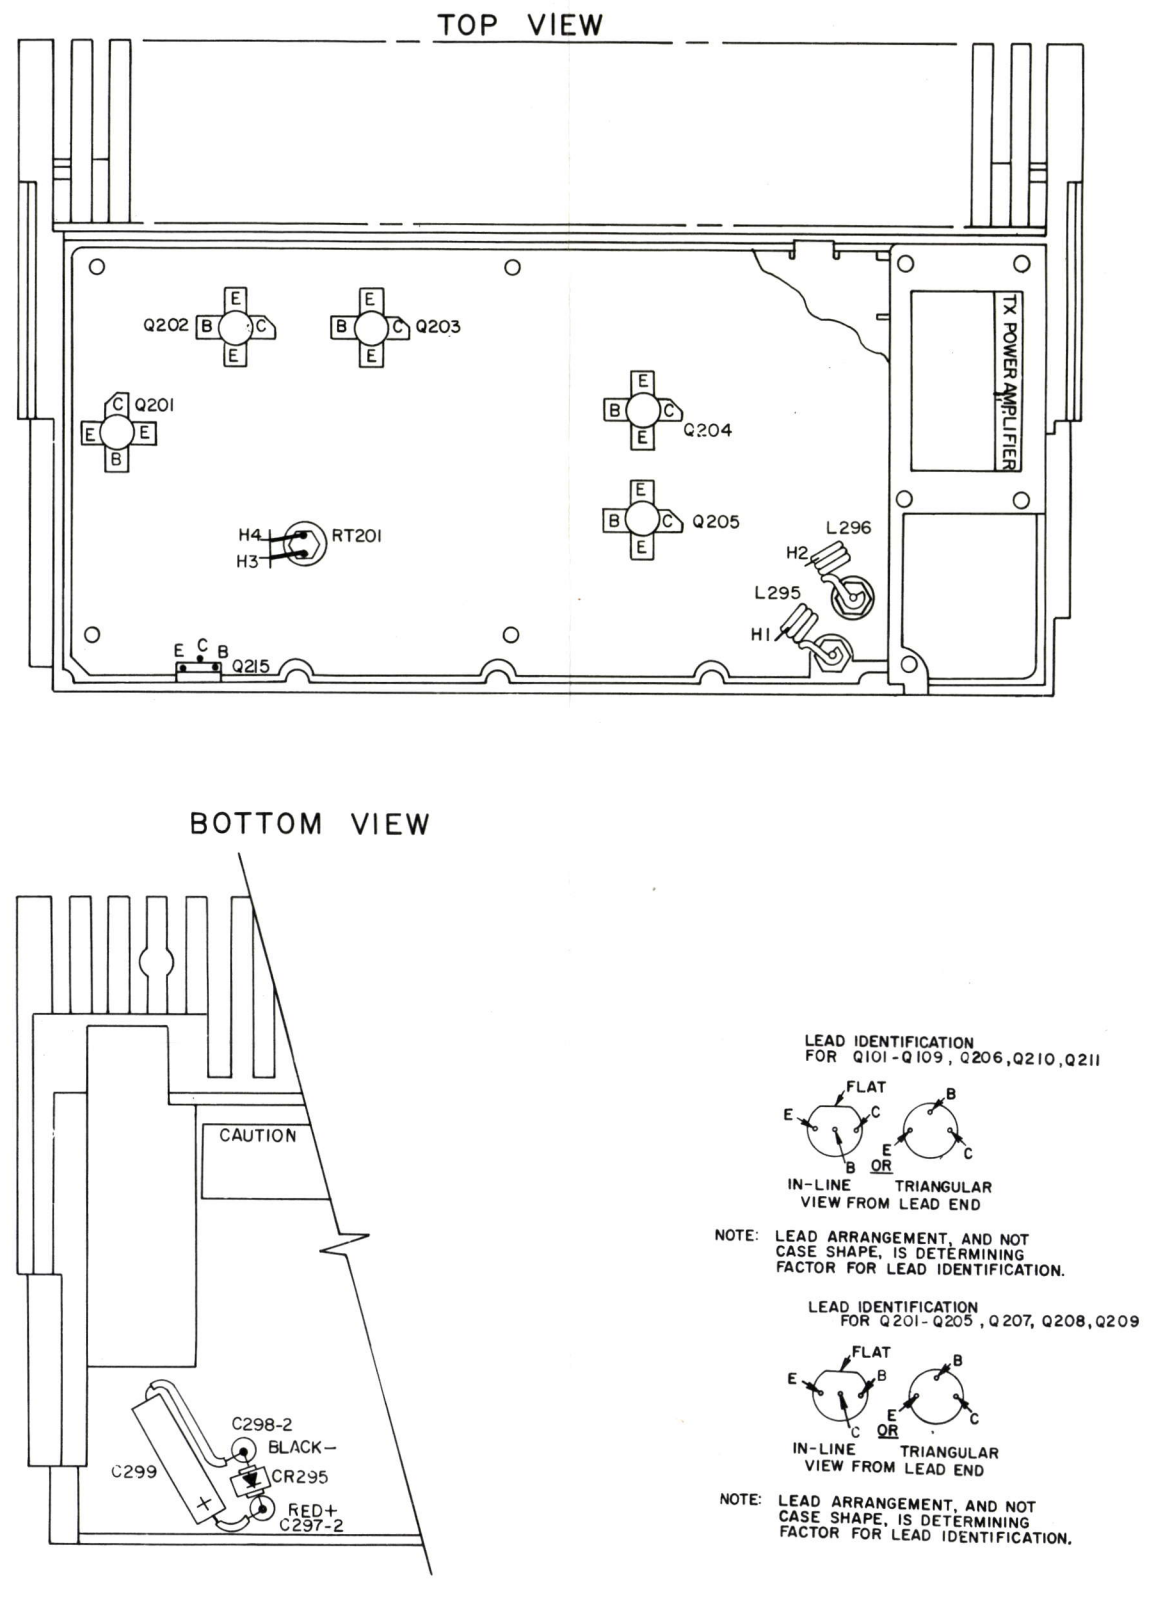 TOP VIEW
E
B
C
E
Q202
E
B
C
E
Q203
C
Q201
E
E
B
E
B
C
E
Q204
E
B
C
E
Q205
TX POWER AMPLIFIER
H4
H3
RT201
L296
H2
L295
H1
E C B
Q215
BOTTOM VIEW
CAUTION
C298-2
BLACK-
C299
CR295
+
RED+
C297-2
LEAD IDENTIFICATION
FOR Q101-Q109, Q206,Q210,Q211
FLAT
E
C
B
B
E
C
OR
IN-LINE
TRIANGULAR
VIEW FROM LEAD END
NOTE: LEAD ARRANGEMENT, AND NOT
CASE SHAPE, IS DETERMINING
FACTOR FOR LEAD IDENTIFICATION.
LEAD IDENTIFICATION
FOR Q201-Q205, Q207, Q208,Q209
FLAT
E
B
C
B
E
C
OR
IN-LINE
TRIANGULAR
VIEW FROM LEAD END
NOTE: LEAD ARRANGEMENT, AND NOT
CASE SHAPE, IS DETERMINING
FACTOR FOR LEAD IDENTIFICATION.